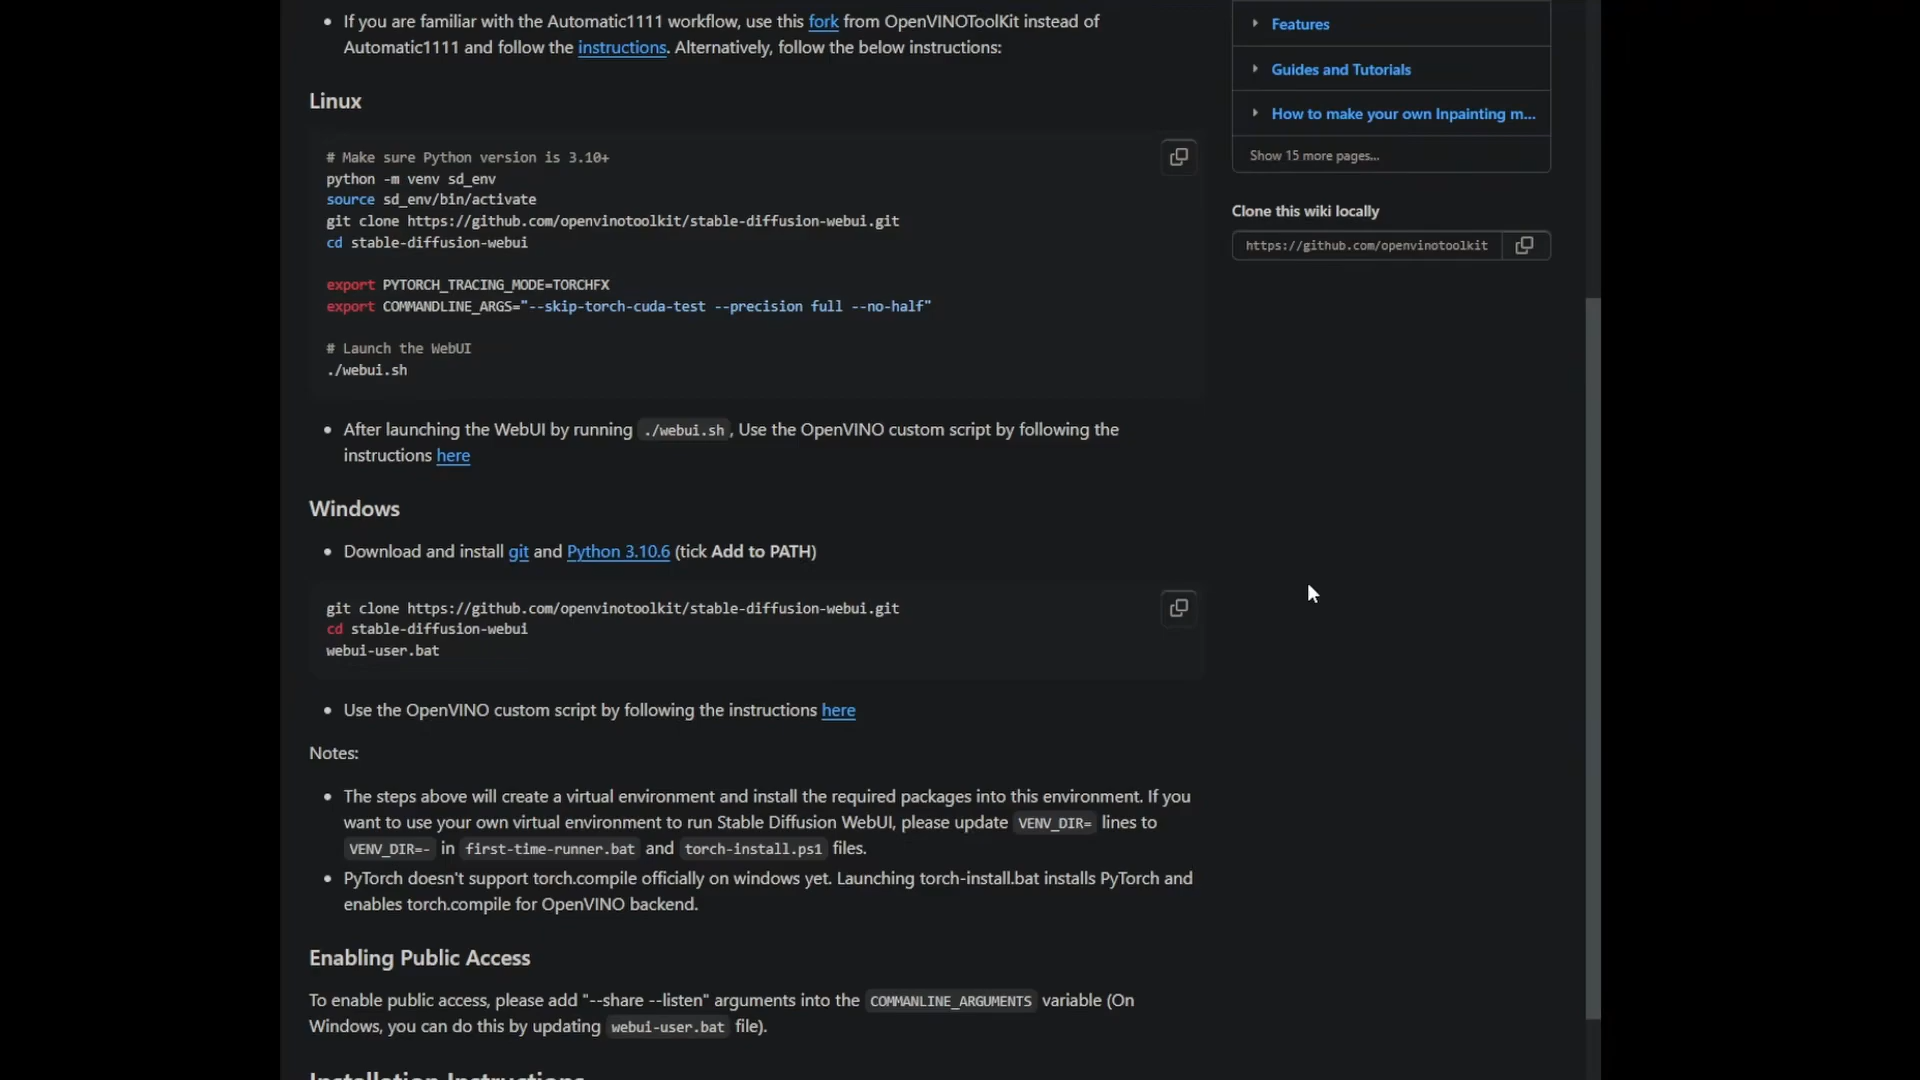 If you are familiar with the Automatic1111 workflow, use this fork from OpenVINOToolKit instead of
Automatic1111 and follow the instructions. Alternatively, follow the below instructions:
Linux
# Make sure Python version is 3.10+
python -m venv sd_env
source sd_env/bin/activate
git clone https://github.com/openvinotoolkit/stable-diffusion-webui.git
cd stable-diffusion-webui
export PYTORCH_TRACING_MODE=TORCHFX
export COMMANDLINE_ARGS="--skip-torch-cuda-test --precision full --no-half"
# Launch the WebUI
./webui.sh
After launching the WebUI by running ./webui.sh, Use the OpenVINO custom script by following the
instructions here
Windows
Download and install git and Python 3.10.6 (tick Add to PATH)
git clone https://github.com/openvinotoolkit/stable-diffusion-webui.git
cd stable-diffusion-webui
webui-user.bat
Use the OpenVINO custom script by following the instructions here
Notes:
The steps above will create a virtual environment and install the required packages into this environment. If you
want to use your own virtual environment to run Stable Diffusion WebUI, please update VENV_DIR= lines to
VENV_DIR=- in first-time-runner.bat and torch-install.ps1 files.
PyTorch doesn't support torch.compile officially on windows yet. Launching torch-install.bat installs PyTorch and
enables torch.compile for OpenVINO backend.
Enabling Public Access
To enable public access, please add "--share --listen" arguments into the COMMANLINE_ARGUMENTS variable (On
Windows, you can do this by updating webui-user.bat file).
Installation Instructions
Features
Guides and Tutorials
How to make your own Inpainting m...
Show 15 more pages...
Clone this wiki locally
https://github.com/openvinotoolkit